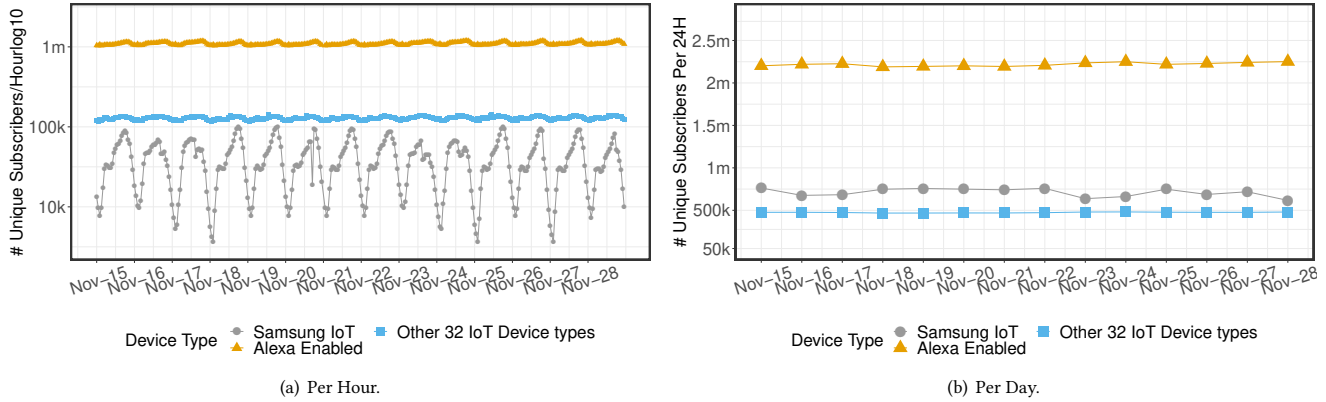 # Unique Subscribers/Hourlog10
1m
100k
10k
Nov−15
Nov−16
Nov−17
Nov−18
Nov−19
Nov−20
Nov−21
Nov−22
Nov−23
Nov−24
Nov−25
Nov−26
Nov−27
Nov−28
Device Type
Samsung IoT
Other 32 IoT Device types
Alexa Enabled
(a) Per Hour.
# Unique Subscribers Per 24H
2.5m
2m
1.5m
1m
500k
50k
Nov−15
Nov−16
Nov−17
Nov−18
Nov−19
Nov−20
Nov−21
Nov−22
Nov−23
Nov−24
Nov−25
Nov−26
Nov−27
Nov−28
Device Type
Samsung IoT
Other 32 IoT Device types
Alexa Enabled
(b) Per Day.